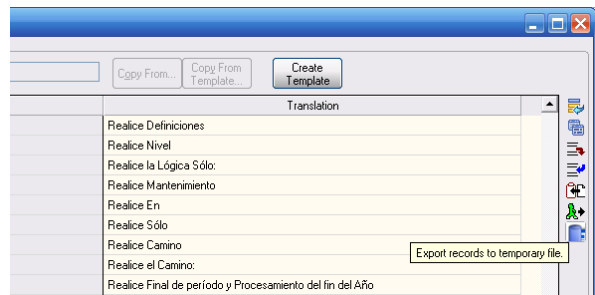 Copy From...
Copy From
Template...
Create
Template
Translation
Realice Definiciones
Realice Nivel
Realice la Lógica Sólo:
Realice Mantenimiento
Realice En
Realice Sólo
Realice Camino
Export records to temporary file.
Realice el Camino:
Realice Final de período y Procesamiento del fin del Año